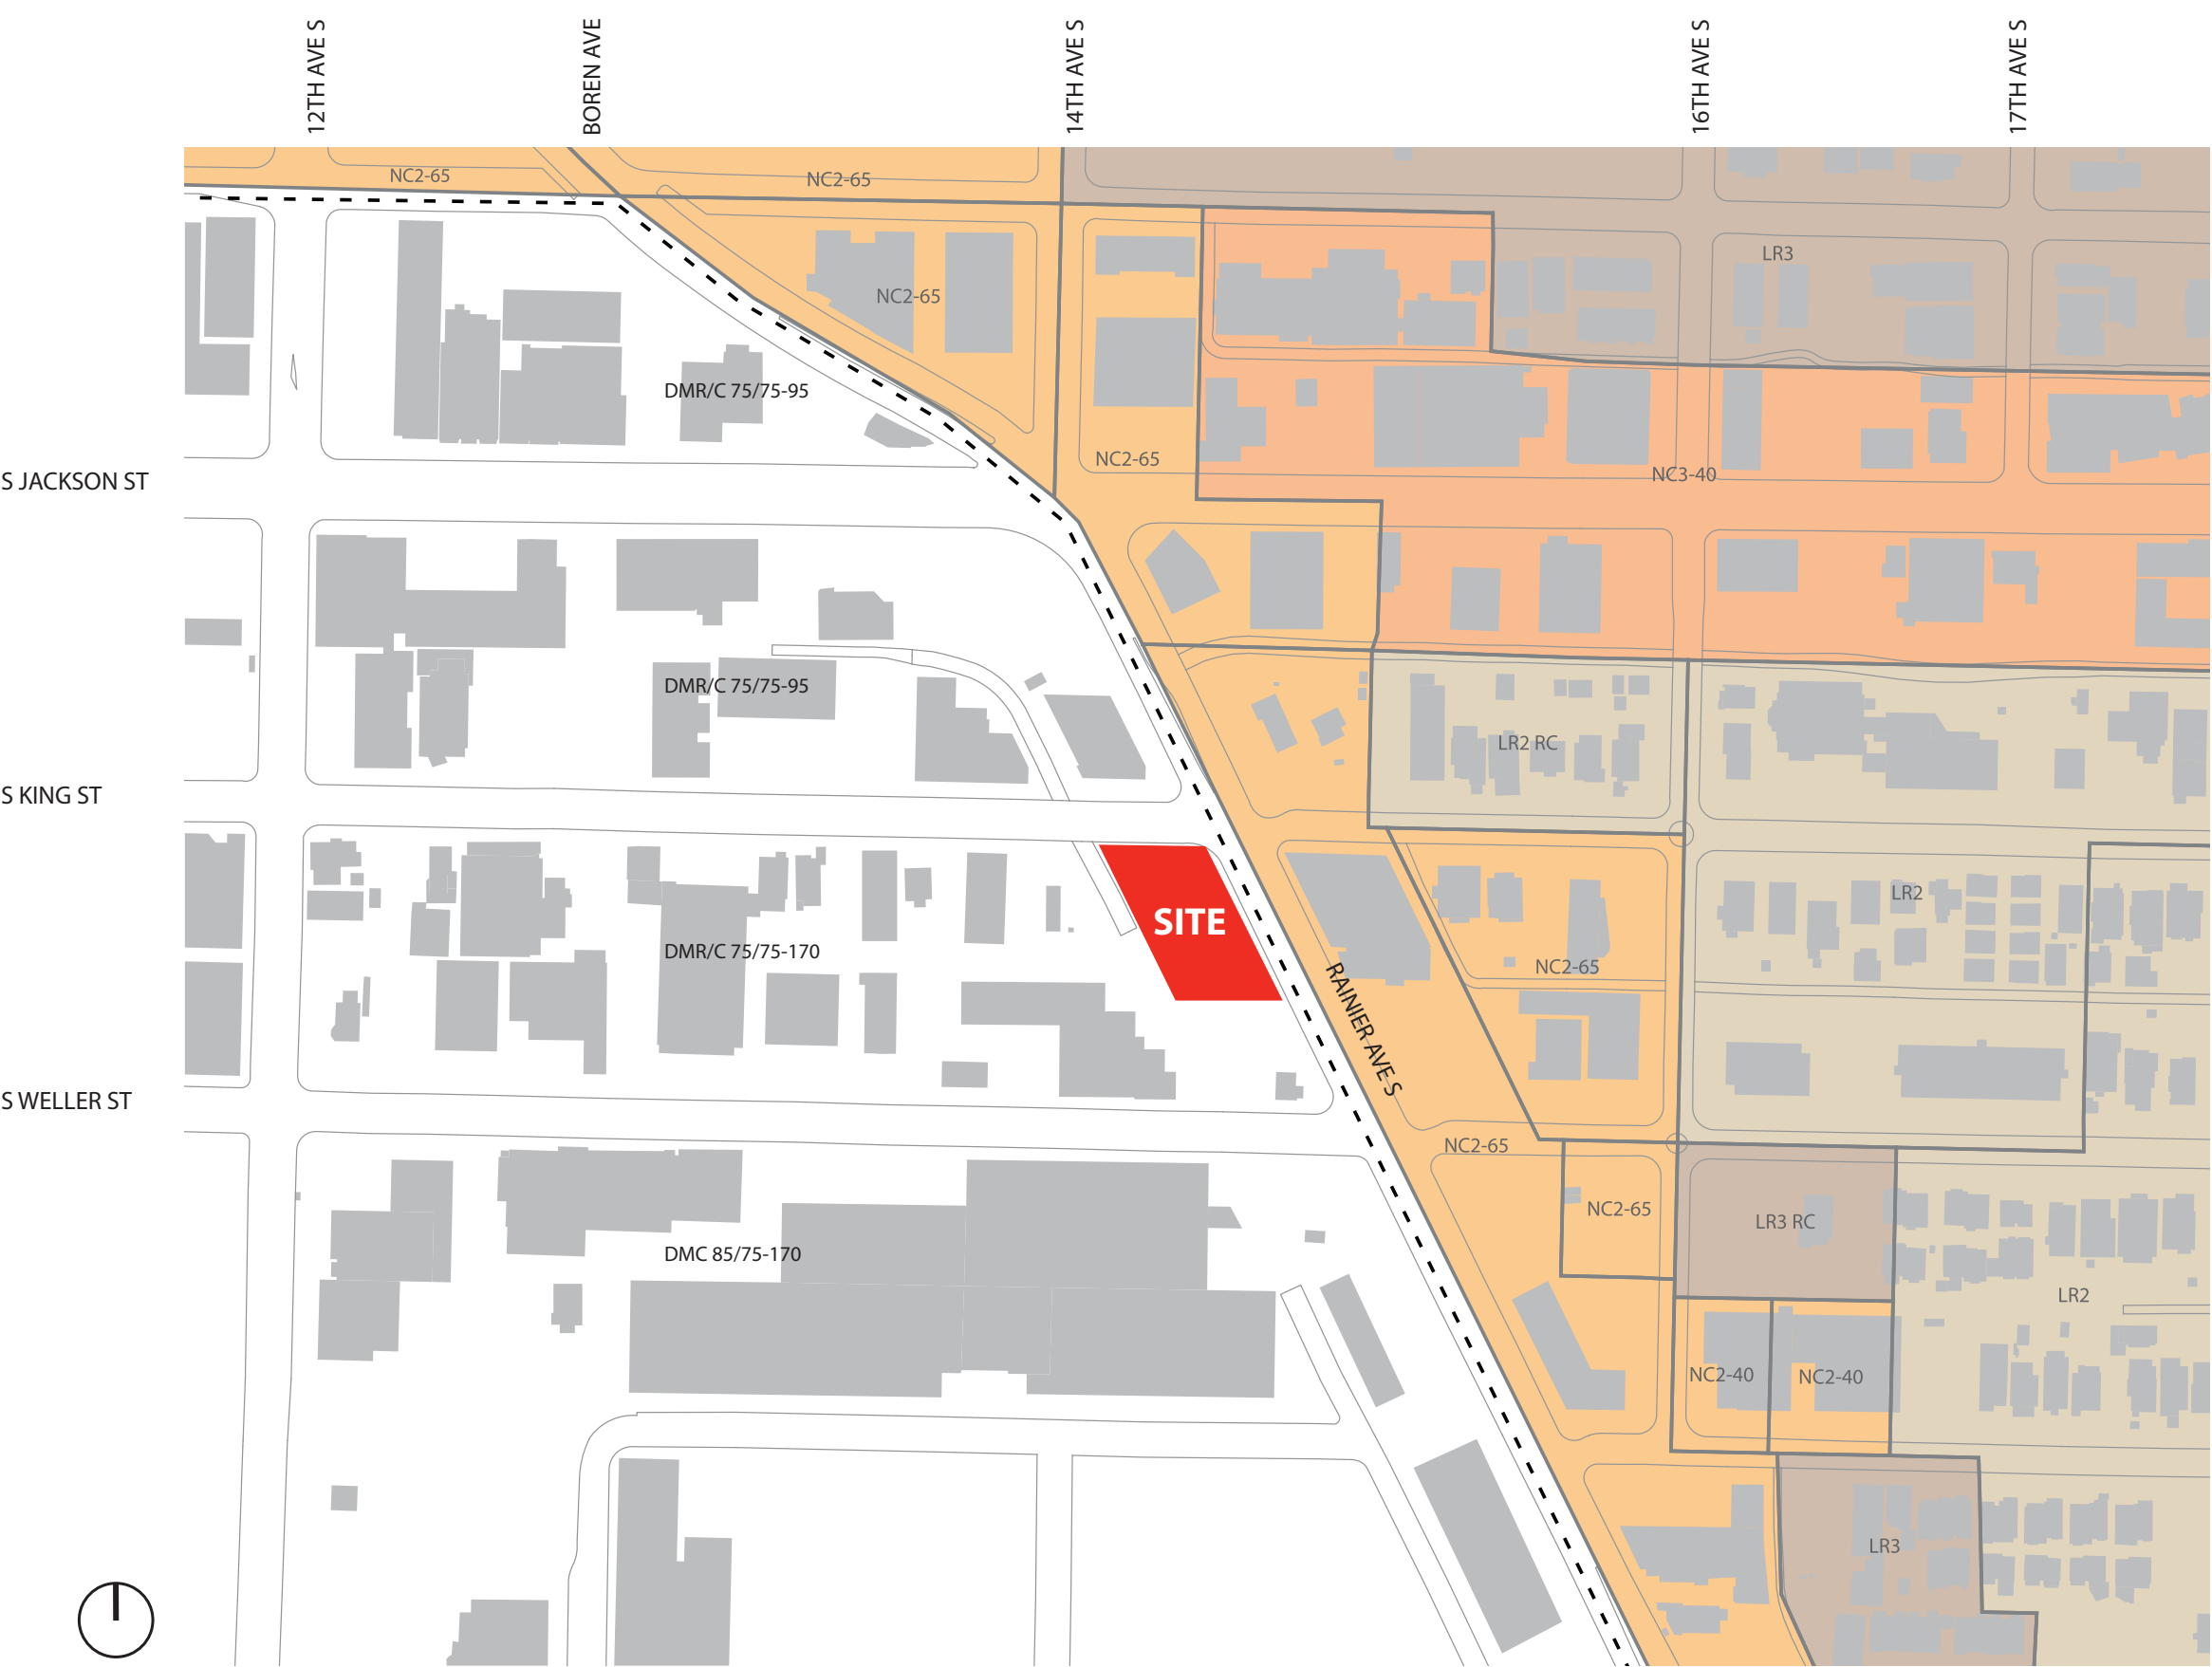 12TH AVE S
BOREN AVE
14TH AVE S
16TH AVE S
17TH AVE S
NC2-65
NC2-65
LR3
NC2-65
DMR/C 75/75-95
NC2-65
NC3-40
S JACKSON ST
DMR/C 75/75-95
LR2 RC
S KING ST
LR2
SITE
DMR/C 75/75-170
NC2-65
RAINIER AVE S
S WELLER ST
NC2-65
NC2-65
LR3 RC
DMC 85/75-170
LR2
NC2-40
NC2-40
LR3